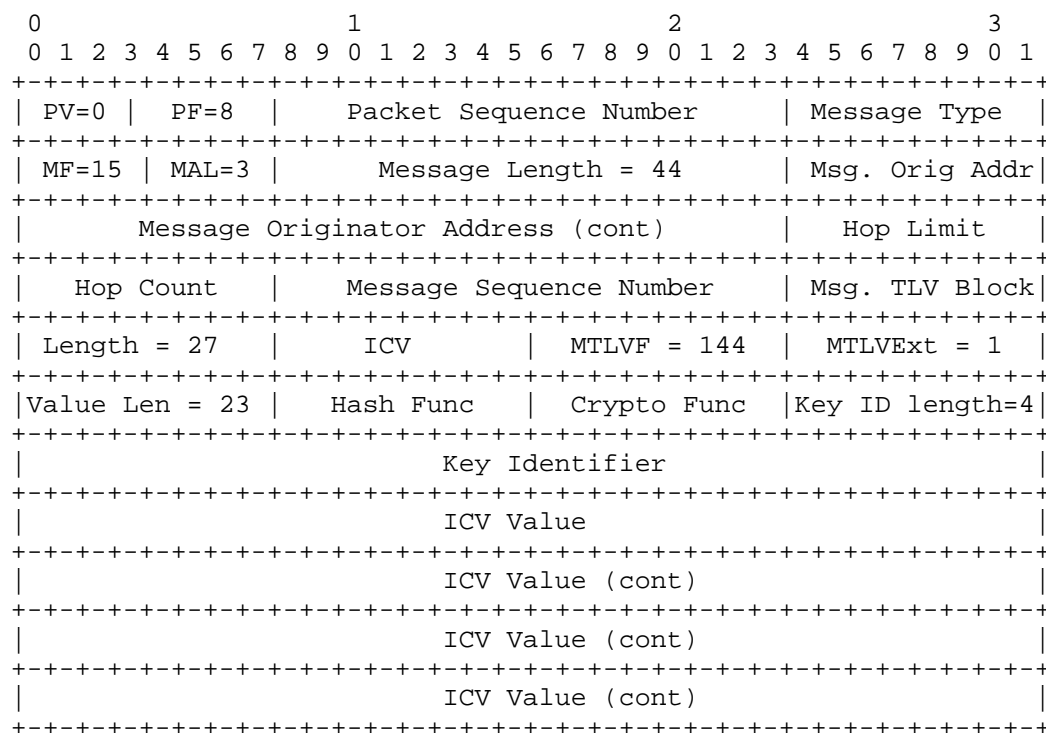 0                   1                   2                   3
 0 1 2 3 4 5 6 7 8 9 0 1 2 3 4 5 6 7 8 9 0 1 2 3 4 5 6 7 8 9 0 1
+-+-+-+-+-+-+-+-+-+-+-+-+-+-+-+-+-+-+-+-+-+-+-+-+-+-+-+-+-+-+-+-+
| PV=0 |  PF=8  |    Packet Sequence Number     | Message Type  |
+-+-+-+-+-+-+-+-+-+-+-+-+-+-+-+-+-+-+-+-+-+-+-+-+-+-+-+-+-+-+-+-+
| MF=15 | MAL=3 |      Message Length = 44      | Msg. Orig Addr|
+-+-+-+-+-+-+-+-+-+-+-+-+-+-+-+-+-+-+-+-+-+-+-+-+-+-+-+-+-+-+-+-+
|       Message Originator Address (cont)       |   Hop Limit   |
+-+-+-+-+-+-+-+-+-+-+-+-+-+-+-+-+-+-+-+-+-+-+-+-+-+-+-+-+-+-+-+-+
|   Hop Count   |    Message Sequence Number    | Msg. TLV Block|
+-+-+-+-+-+-+-+-+-+-+-+-+-+-+-+-+-+-+-+-+-+-+-+-+-+-+-+-+-+-+-+-+
| Length = 27   |     ICV       |  MTLVF = 144  |  MTLVExt = 1  |
+-+-+-+-+-+-+-+-+-+-+-+-+-+-+-+-+-+-+-+-+-+-+-+-+-+-+-+-+-+-+-+-+
|Value Len = 23 |   Hash Func   |  Crypto Func  |Key ID length=4|
+-+-+-+-+-+-+-+-+-+-+-+-+-+-+-+-+-+-+-+-+-+-+-+-+-+-+-+-+-+-+-+-+
|                          Key Identifier                       |
+-+-+-+-+-+-+-+-+-+-+-+-+-+-+-+-+-+-+-+-+-+-+-+-+-+-+-+-+-+-+-+-+
|                          ICV Value                            |
+-+-+-+-+-+-+-+-+-+-+-+-+-+-+-+-+-+-+-+-+-+-+-+-+-+-+-+-+-+-+-+-+
|                          ICV Value (cont)                     |
+-+-+-+-+-+-+-+-+-+-+-+-+-+-+-+-+-+-+-+-+-+-+-+-+-+-+-+-+-+-+-+-+
|                          ICV Value (cont)                     |
+-+-+-+-+-+-+-+-+-+-+-+-+-+-+-+-+-+-+-+-+-+-+-+-+-+-+-+-+-+-+-+-+
|                          ICV Value (cont)                     |
+-+-+-+-+-+-+-+-+-+-+-+-+-+-+-+-+-+-+-+-+-+-+-+-+-+-+-+-+-+-+-+-+